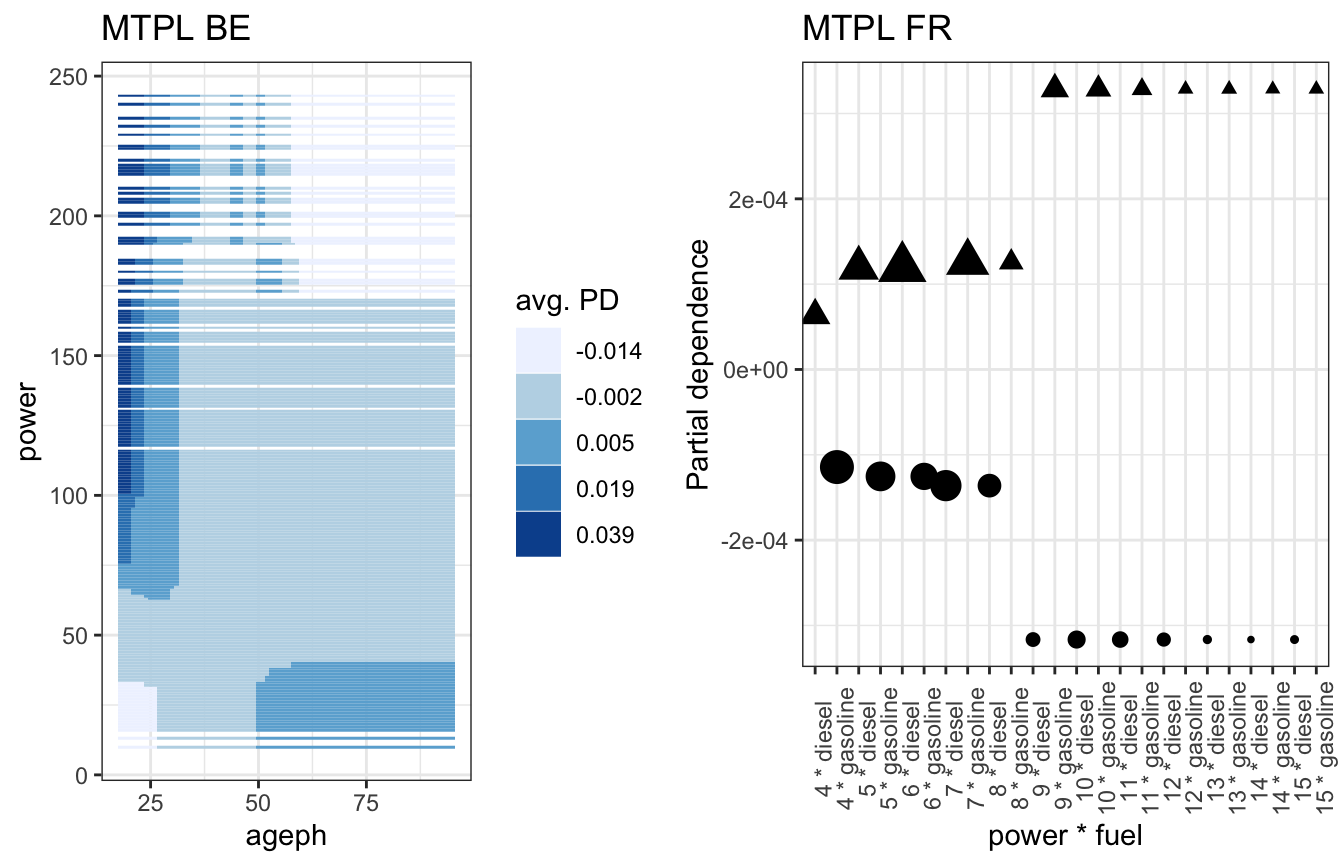 MTPL BE
250
200
150
100
50
0
power
25
50
75
ageph
avg. PD
-0.014
-0.002
0.005
0.019
0.039
MTPL FR
2e-04
0e+00
-2e-04
Partial dependence
4 * diesel
4 * gasoline
5 * diesel
5 * gasoline
6 * diesel
6 * gasoline
7 * diesel
7 * gasoline
8 * diesel
8 * gasoline
9 * diesel
9 * gasoline
10 * diesel
10 * gasoline
11 * diesel
11 * gasoline
12 * diesel
12 * gasoline
13 * diesel
13 * gasoline
14 * diesel
14 * gasoline
15 * diesel
15 * gasoline
power * fuel